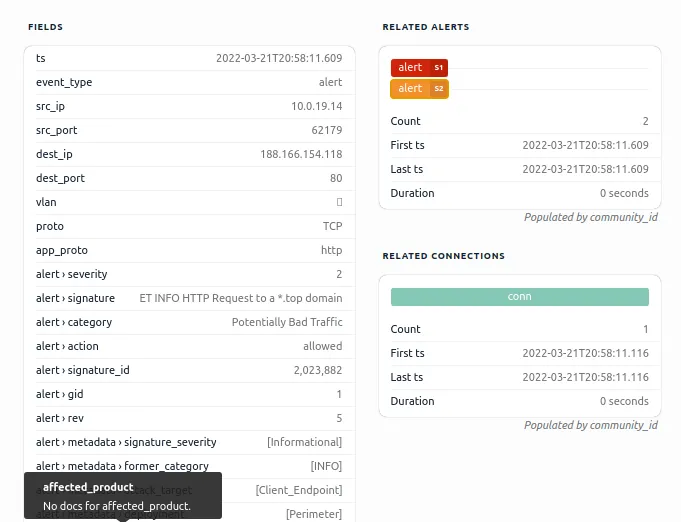 FIELDS
ts 2022-03-21T20:58:11.609
event_type alert
src_ip 10.0.19.14
src_port 62179
dest_ip 188.166.154.118
dest_port 80
vlan
proto TCP
app_proto http
alert › severity 2
alert › signature ET INFO HTTP Request to a *.top domain
alert › category Potentially Bad Traffic
alert › action allowed
alert › signature_id 2,023,882
alert › gid 1
alert › rev 5
alert › metadata › signature_severity [Informational]
alert › metadata › former_category [INFO]
[Client_Endpoint]
[Perimeter]
affected_product
No docs for affected_product.
RELATED ALERTS
alert S1
alert S2
Count 2
First ts 2022-03-21T20:58:11.609
Last ts 2022-03-21T20:58:11.609
Duration 0 seconds
Populated by community_id
RELATED CONNECTIONS
conn
Count 1
First ts 2022-03-21T20:58:11.116
Last ts 2022-03-21T20:58:11.116
Duration 0 seconds
Populated by community_id